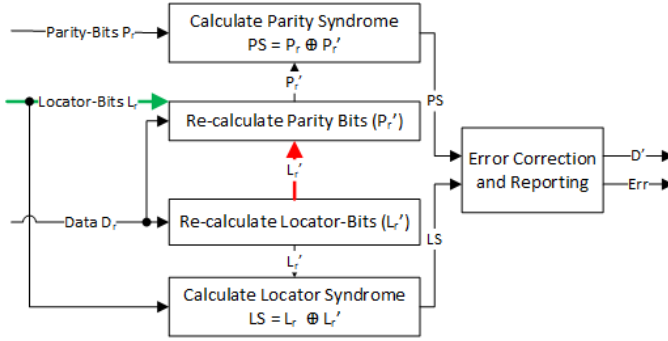 Calculate Parity Syndrome
PS = Pr ⊕ Pr′
Parity-Bits Pr
Pr′
PS
Locator-Bits Lr
Re-calculate Parity Bits (Pr′)
Error Correction
and Reporting
D′
Err
Lr′
Data Dr
Re-calculate Locator-Bits (Lr′)
LS
Lr′
Calculate Locator Syndrome
LS = Lr ⊕ Lr′